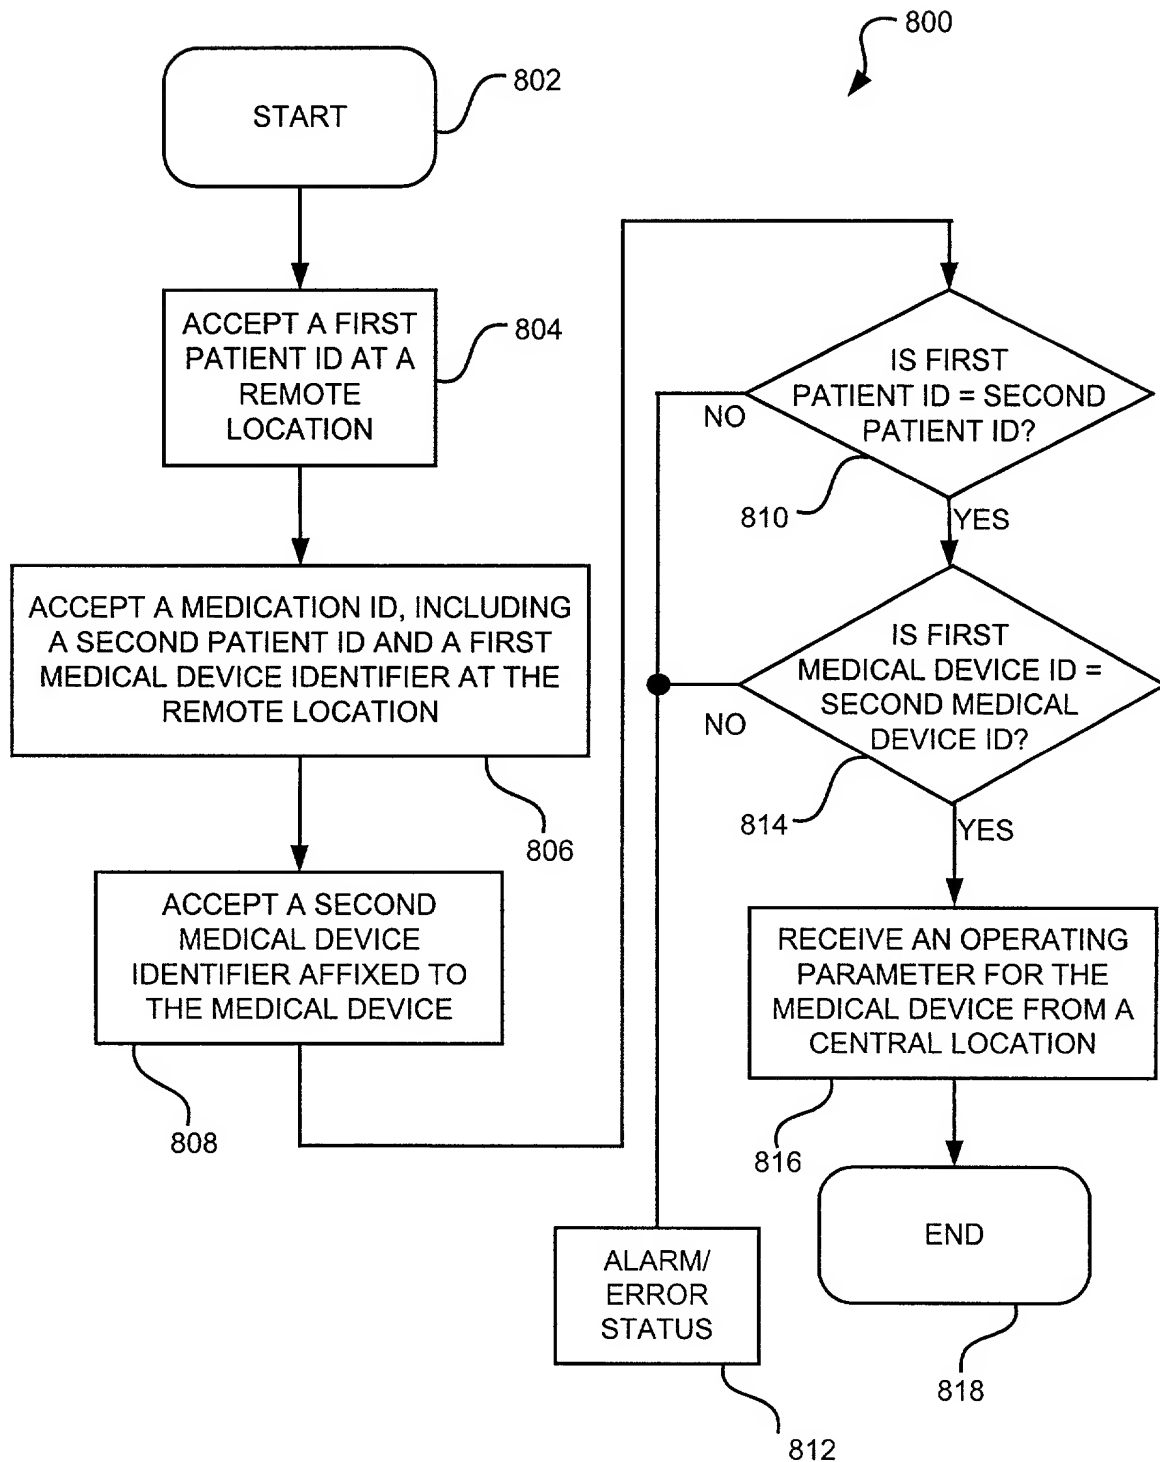 800
START
802
ACCEPT A FIRST
PATIENT ID AT A
REMOTE
LOCATION
804
ACCEPT A MEDICATION ID, INCLUDING
A SECOND PATIENT ID AND A FIRST
MEDICAL DEVICE IDENTIFIER AT THE
REMOTE LOCATION
806
ACCEPT A SECOND
MEDICAL DEVICE
IDENTIFIER AFFIXED TO
THE MEDICAL DEVICE
808
IS FIRST
PATIENT ID = SECOND
PATIENT ID?
NO
810
YES
IS FIRST
MEDICAL DEVICE ID =
SECOND MEDICAL
DEVICE ID?
NO
814
YES
RECEIVE AN OPERATING
PARAMETER FOR THE
MEDICAL DEVICE FROM A
CENTRAL LOCATION
816
END
818
ALARM/
ERROR
STATUS
812